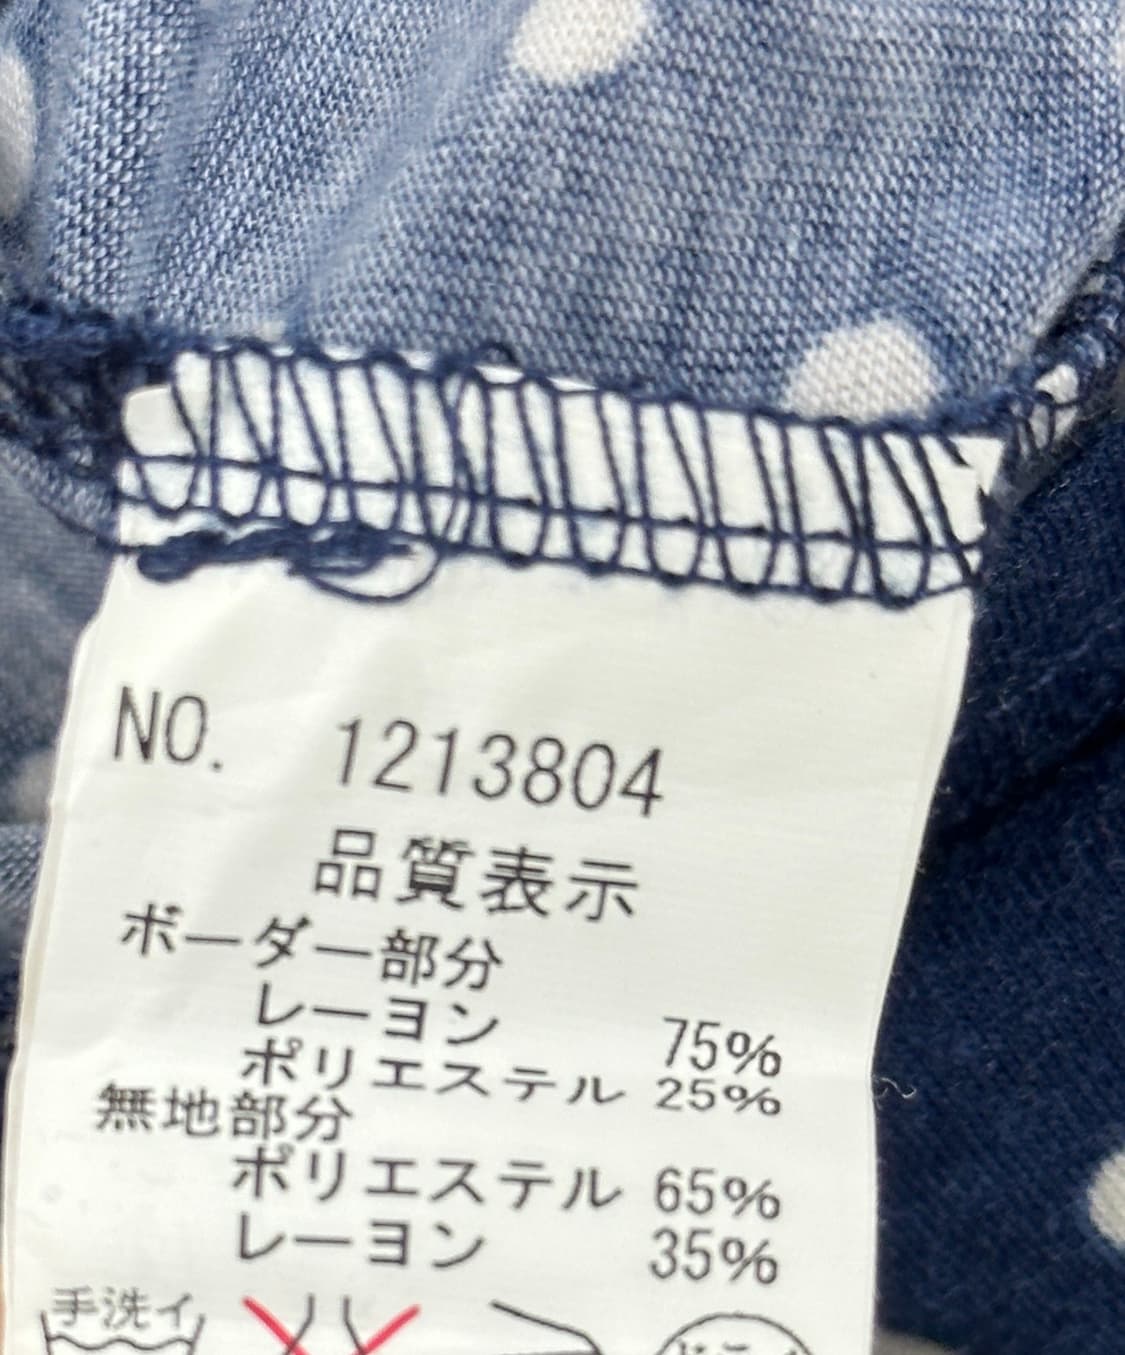 NO. 1213804
品質表示
ボーダー部分
レーヨン 75%
ポリエステル 25%
無地部分
ポリエステル 65%
レーヨン 35%
手洗イ